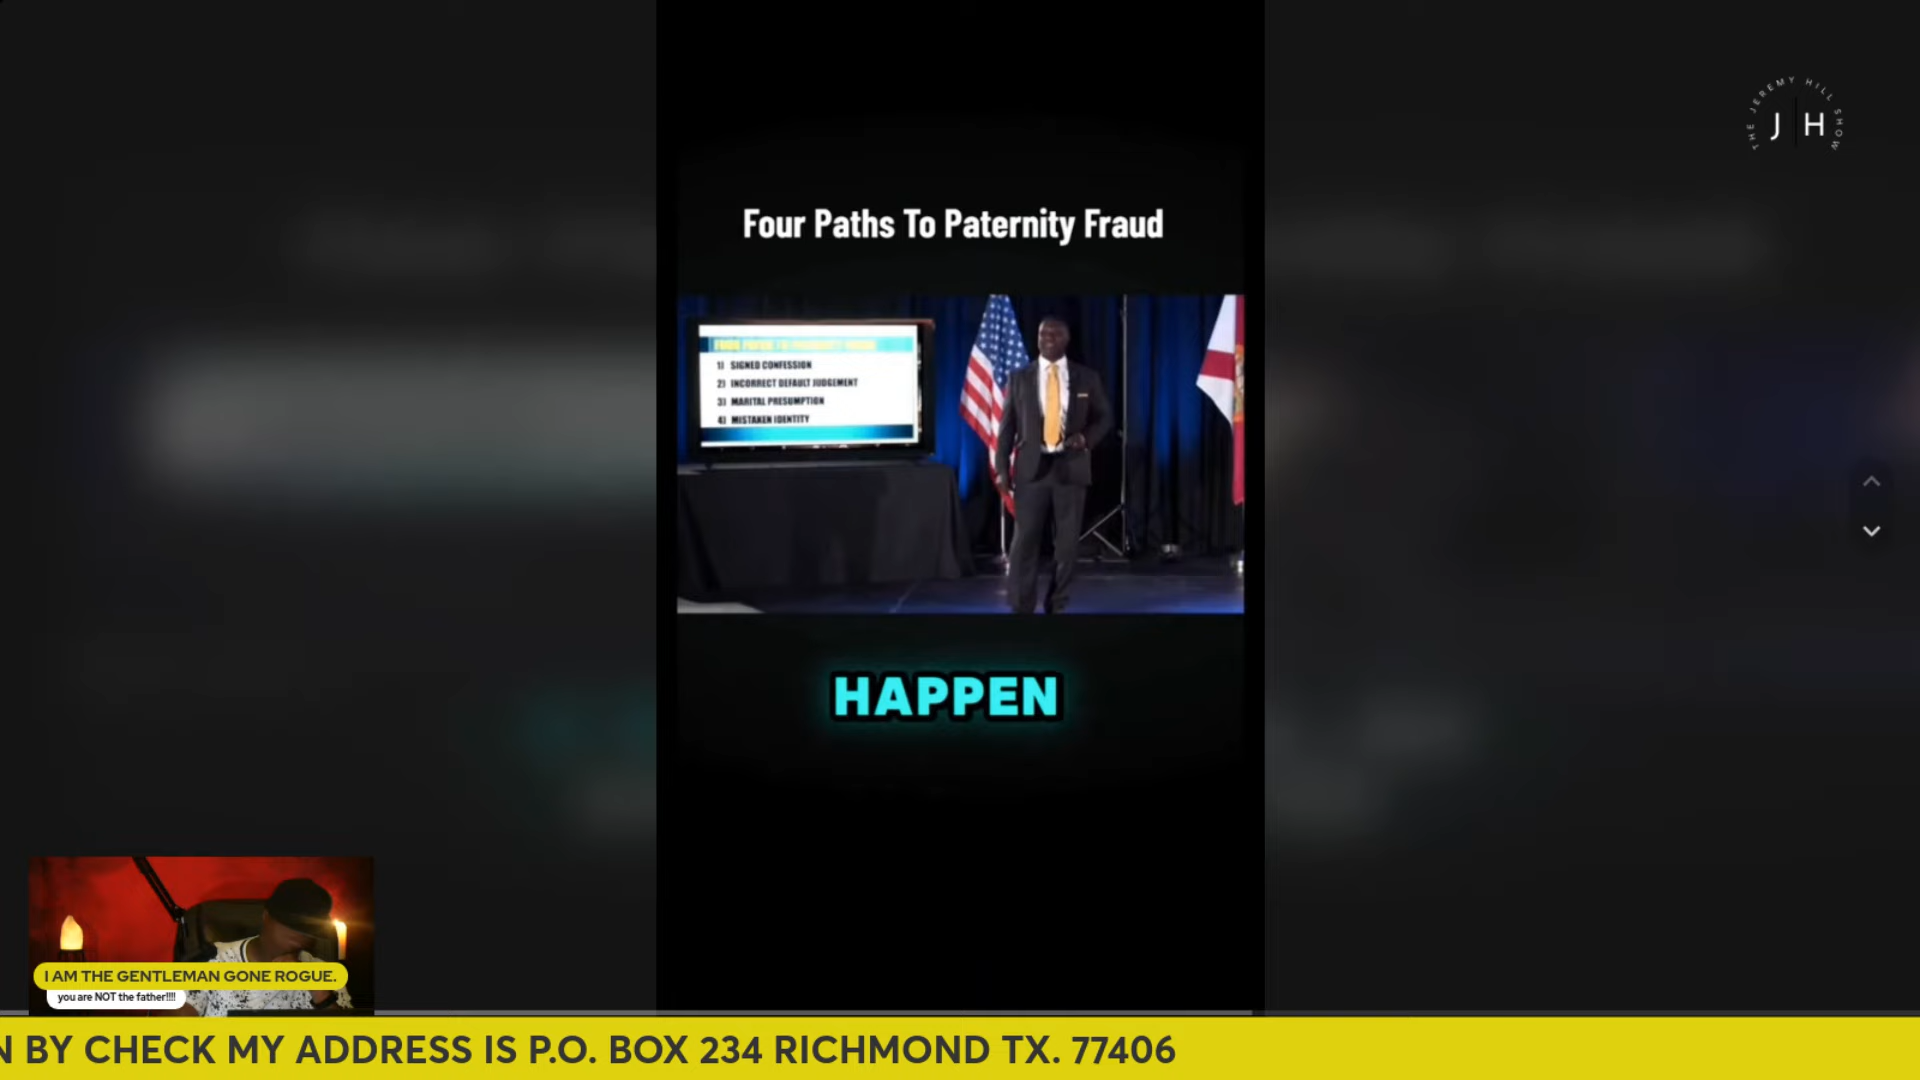 THE JEREMY HILL SHOW
J H
Four Paths To Paternity Fraud
1) SIGNED CONFESSION
2) INCORRECT DEFAULT JUDGEMENT
3) MARITAL PRESUMPTION
4) MISTAKEN IDENTITY
HAPPEN
I AM THE GENTLEMAN GONE ROGUE.
you are NOT the father!!!!
N BY CHECK MY ADDRESS IS P.O. BOX 234 RICHMOND TX. 77406